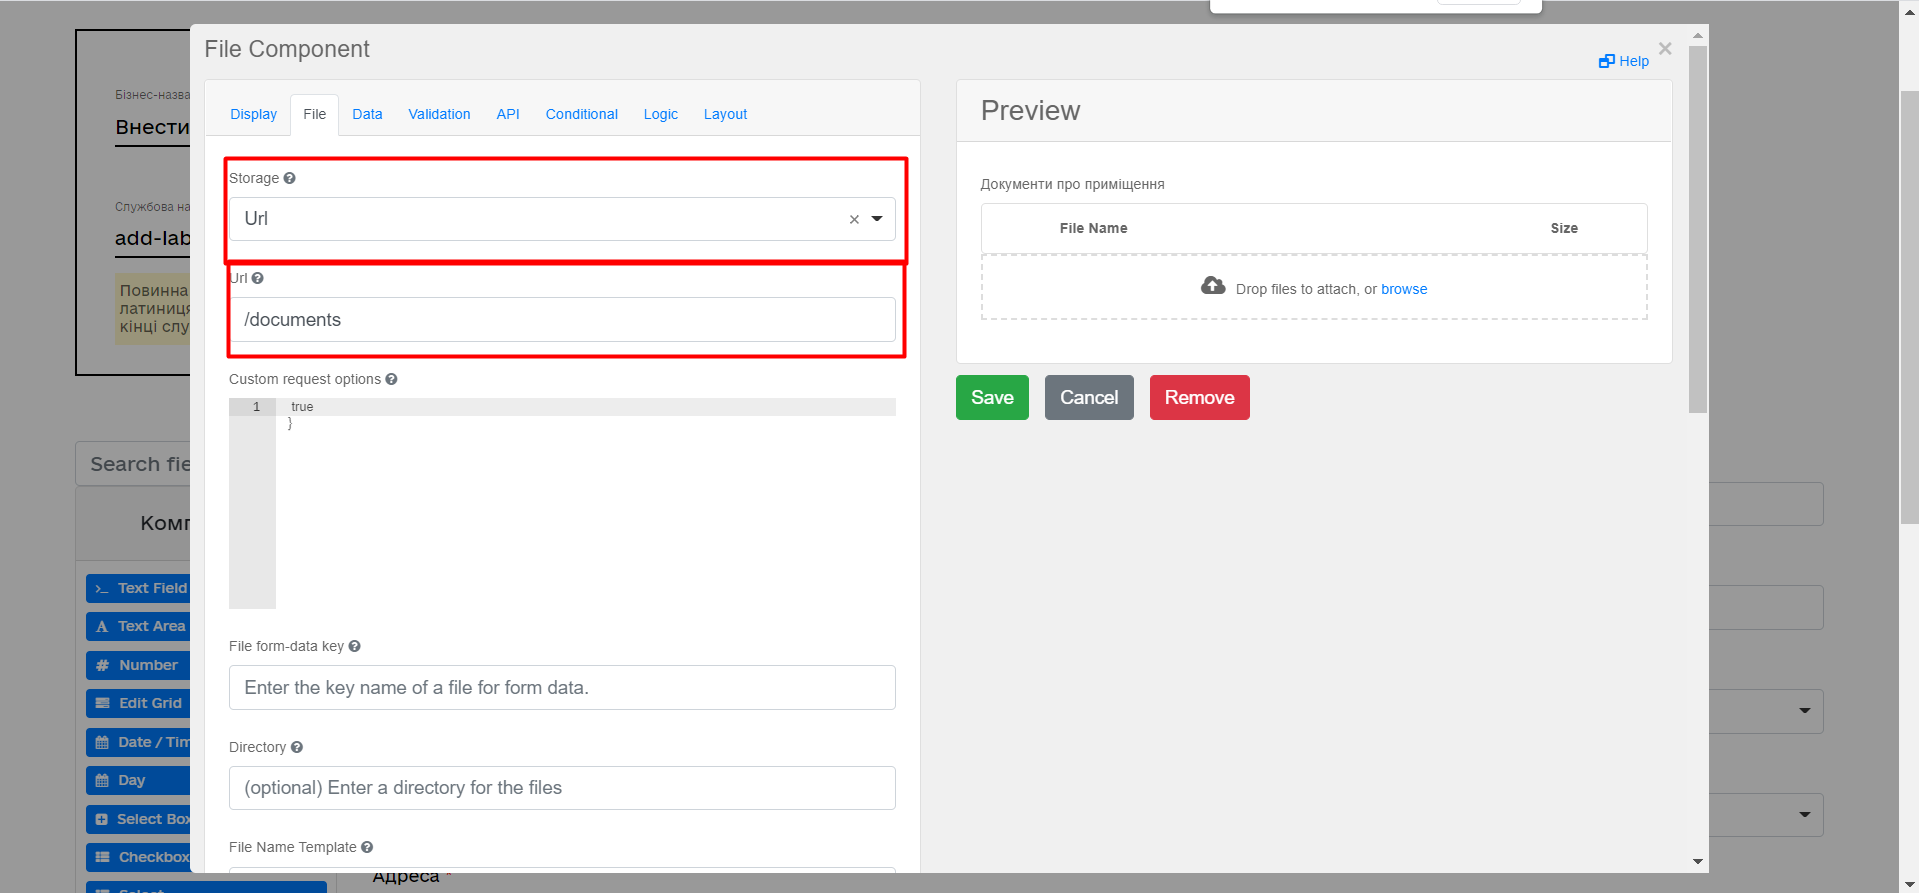 File Component
Help
×
Display
File
Data
Validation
API
Conditional
Logic
Layout
Storage
Url
×
Url
/documents
Custom request options
1
true
}
File form-data key
Enter the key name of a file for form data.
Directory
(optional) Enter a directory for the files
File Name Template
Preview
Документи про приміщення
File Name
Size
Drop files to attach, or browse
Save
Cancel
Remove
Бізнес-назва
Внести
Службова на
add-lab
Повинна
латиниця
кінці слу
Search fie
Комп
Text Field
Text Area
Number
Edit Grid
Date / Tim
Day
Select Box
Checkbox
Select
Адреса *